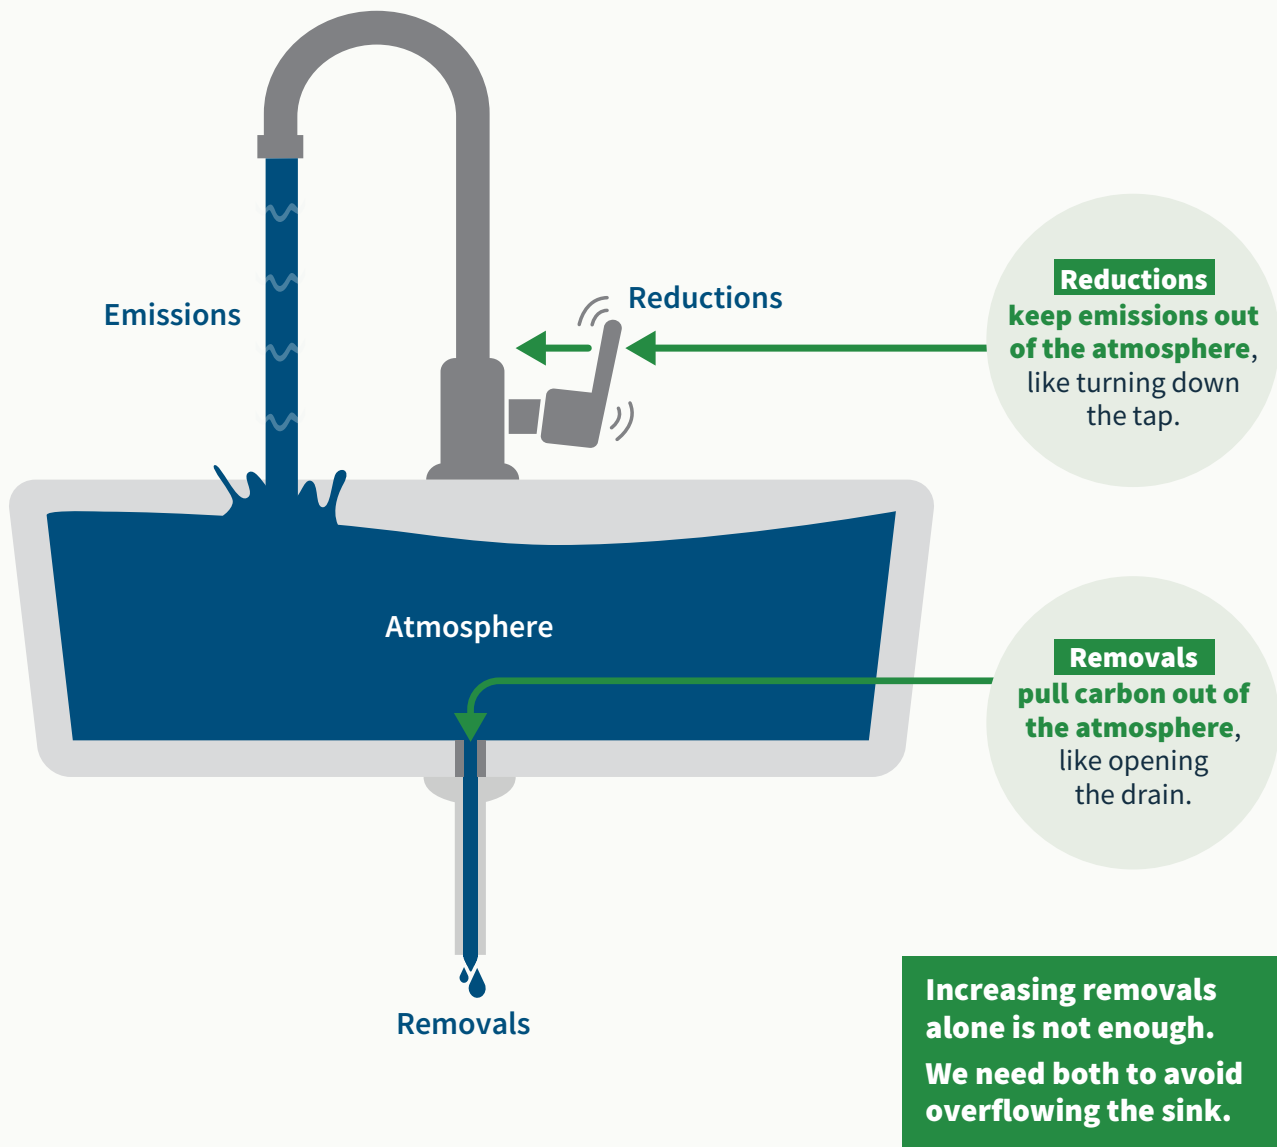 Emissions
Reductions
Reductions
keep emissions out
of the atmosphere,
like turning down
the tap.
Atmosphere
Removals
pull carbon out of
the atmosphere,
like opening
the drain.
Removals
Increasing removals
alone is not enough.
We need both to avoid
overflowing the sink.